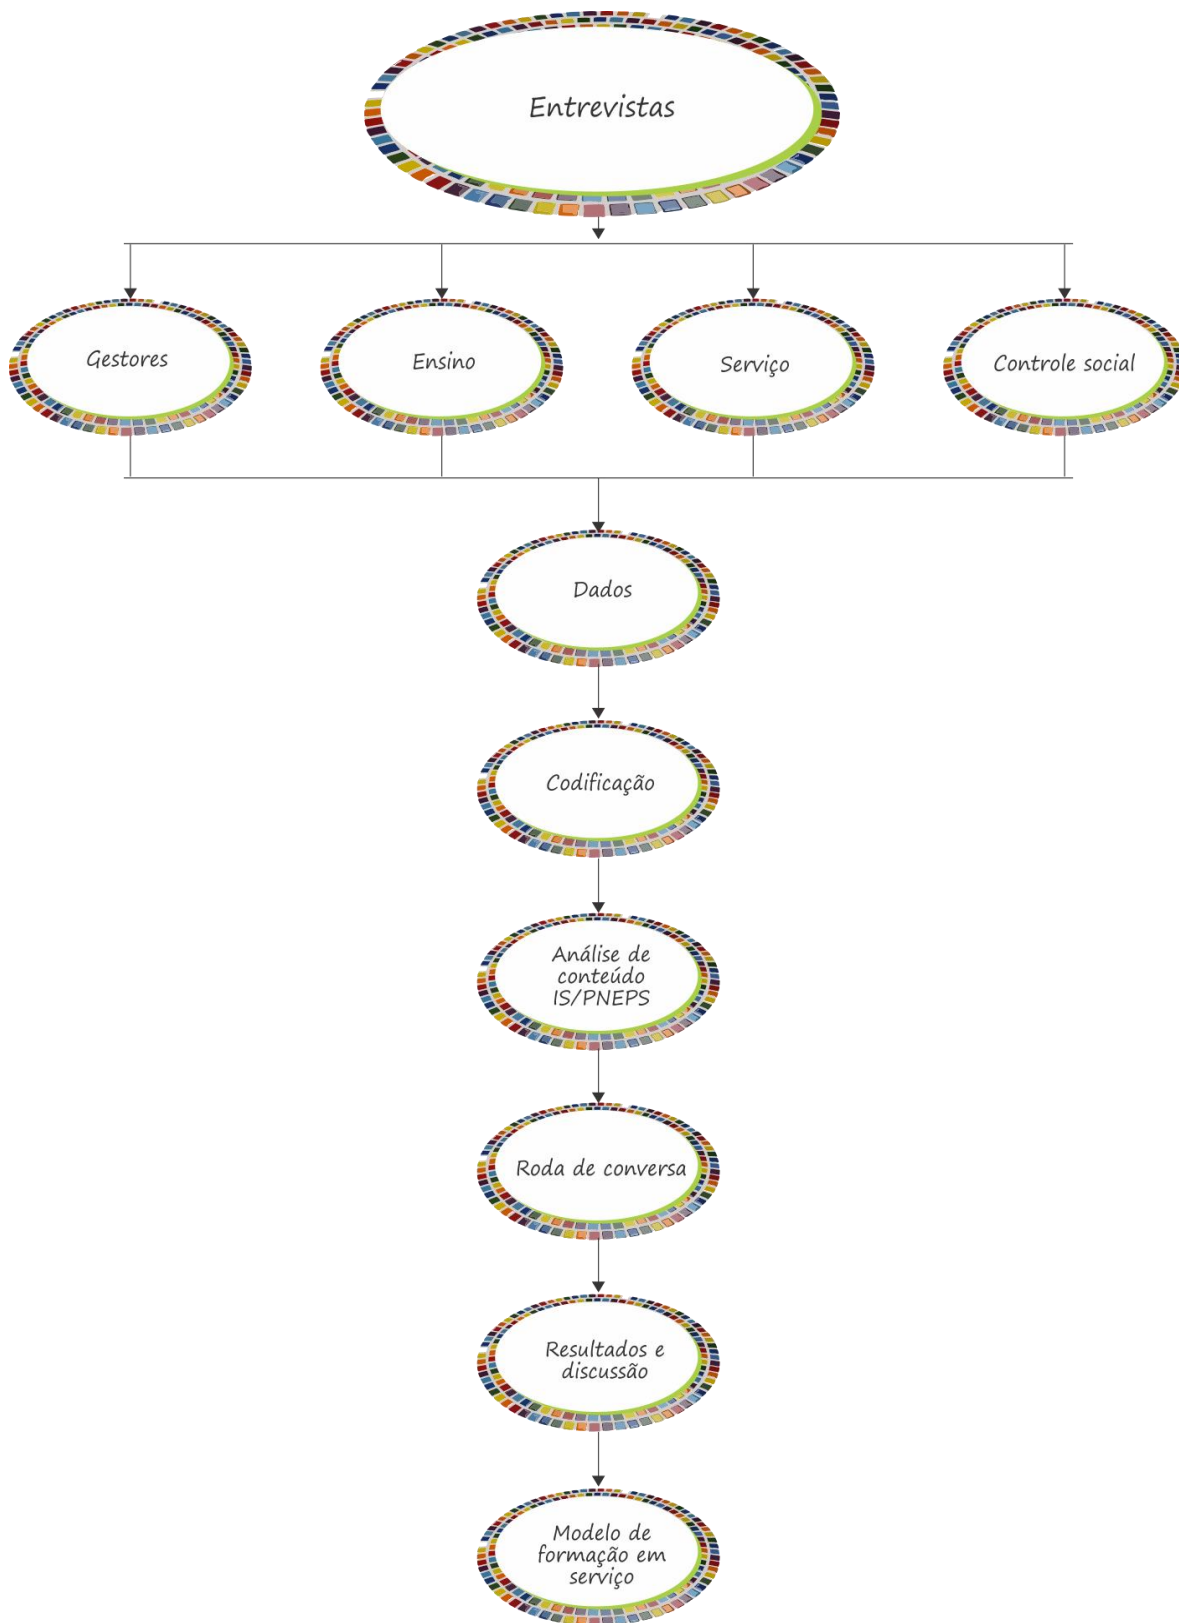 Entrevistas
Gestores
Ensino
Serviço
Controle social
Dados
Codificação
Análise de
conteúdo
IS/PNEPS
Roda de conversa
Resultados e
discussão
Modelo de
formação em
serviço